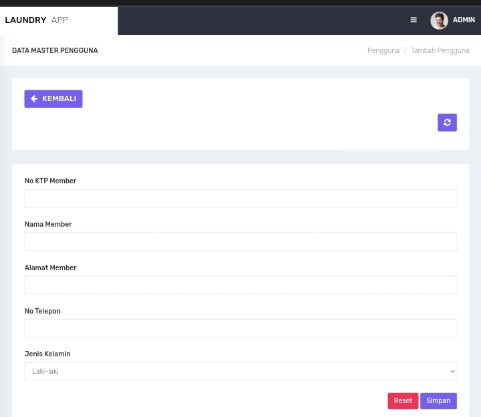 LAUNDRY APP
ADMIN
DATA MASTER PENGGUNA
Pengguna / Tambah Pengguna
KEMBALI
No KTP Member
Nama Member
Alamat Member
No Telepon
Jenis Kelamin
Laki-laki
Reset Simpan